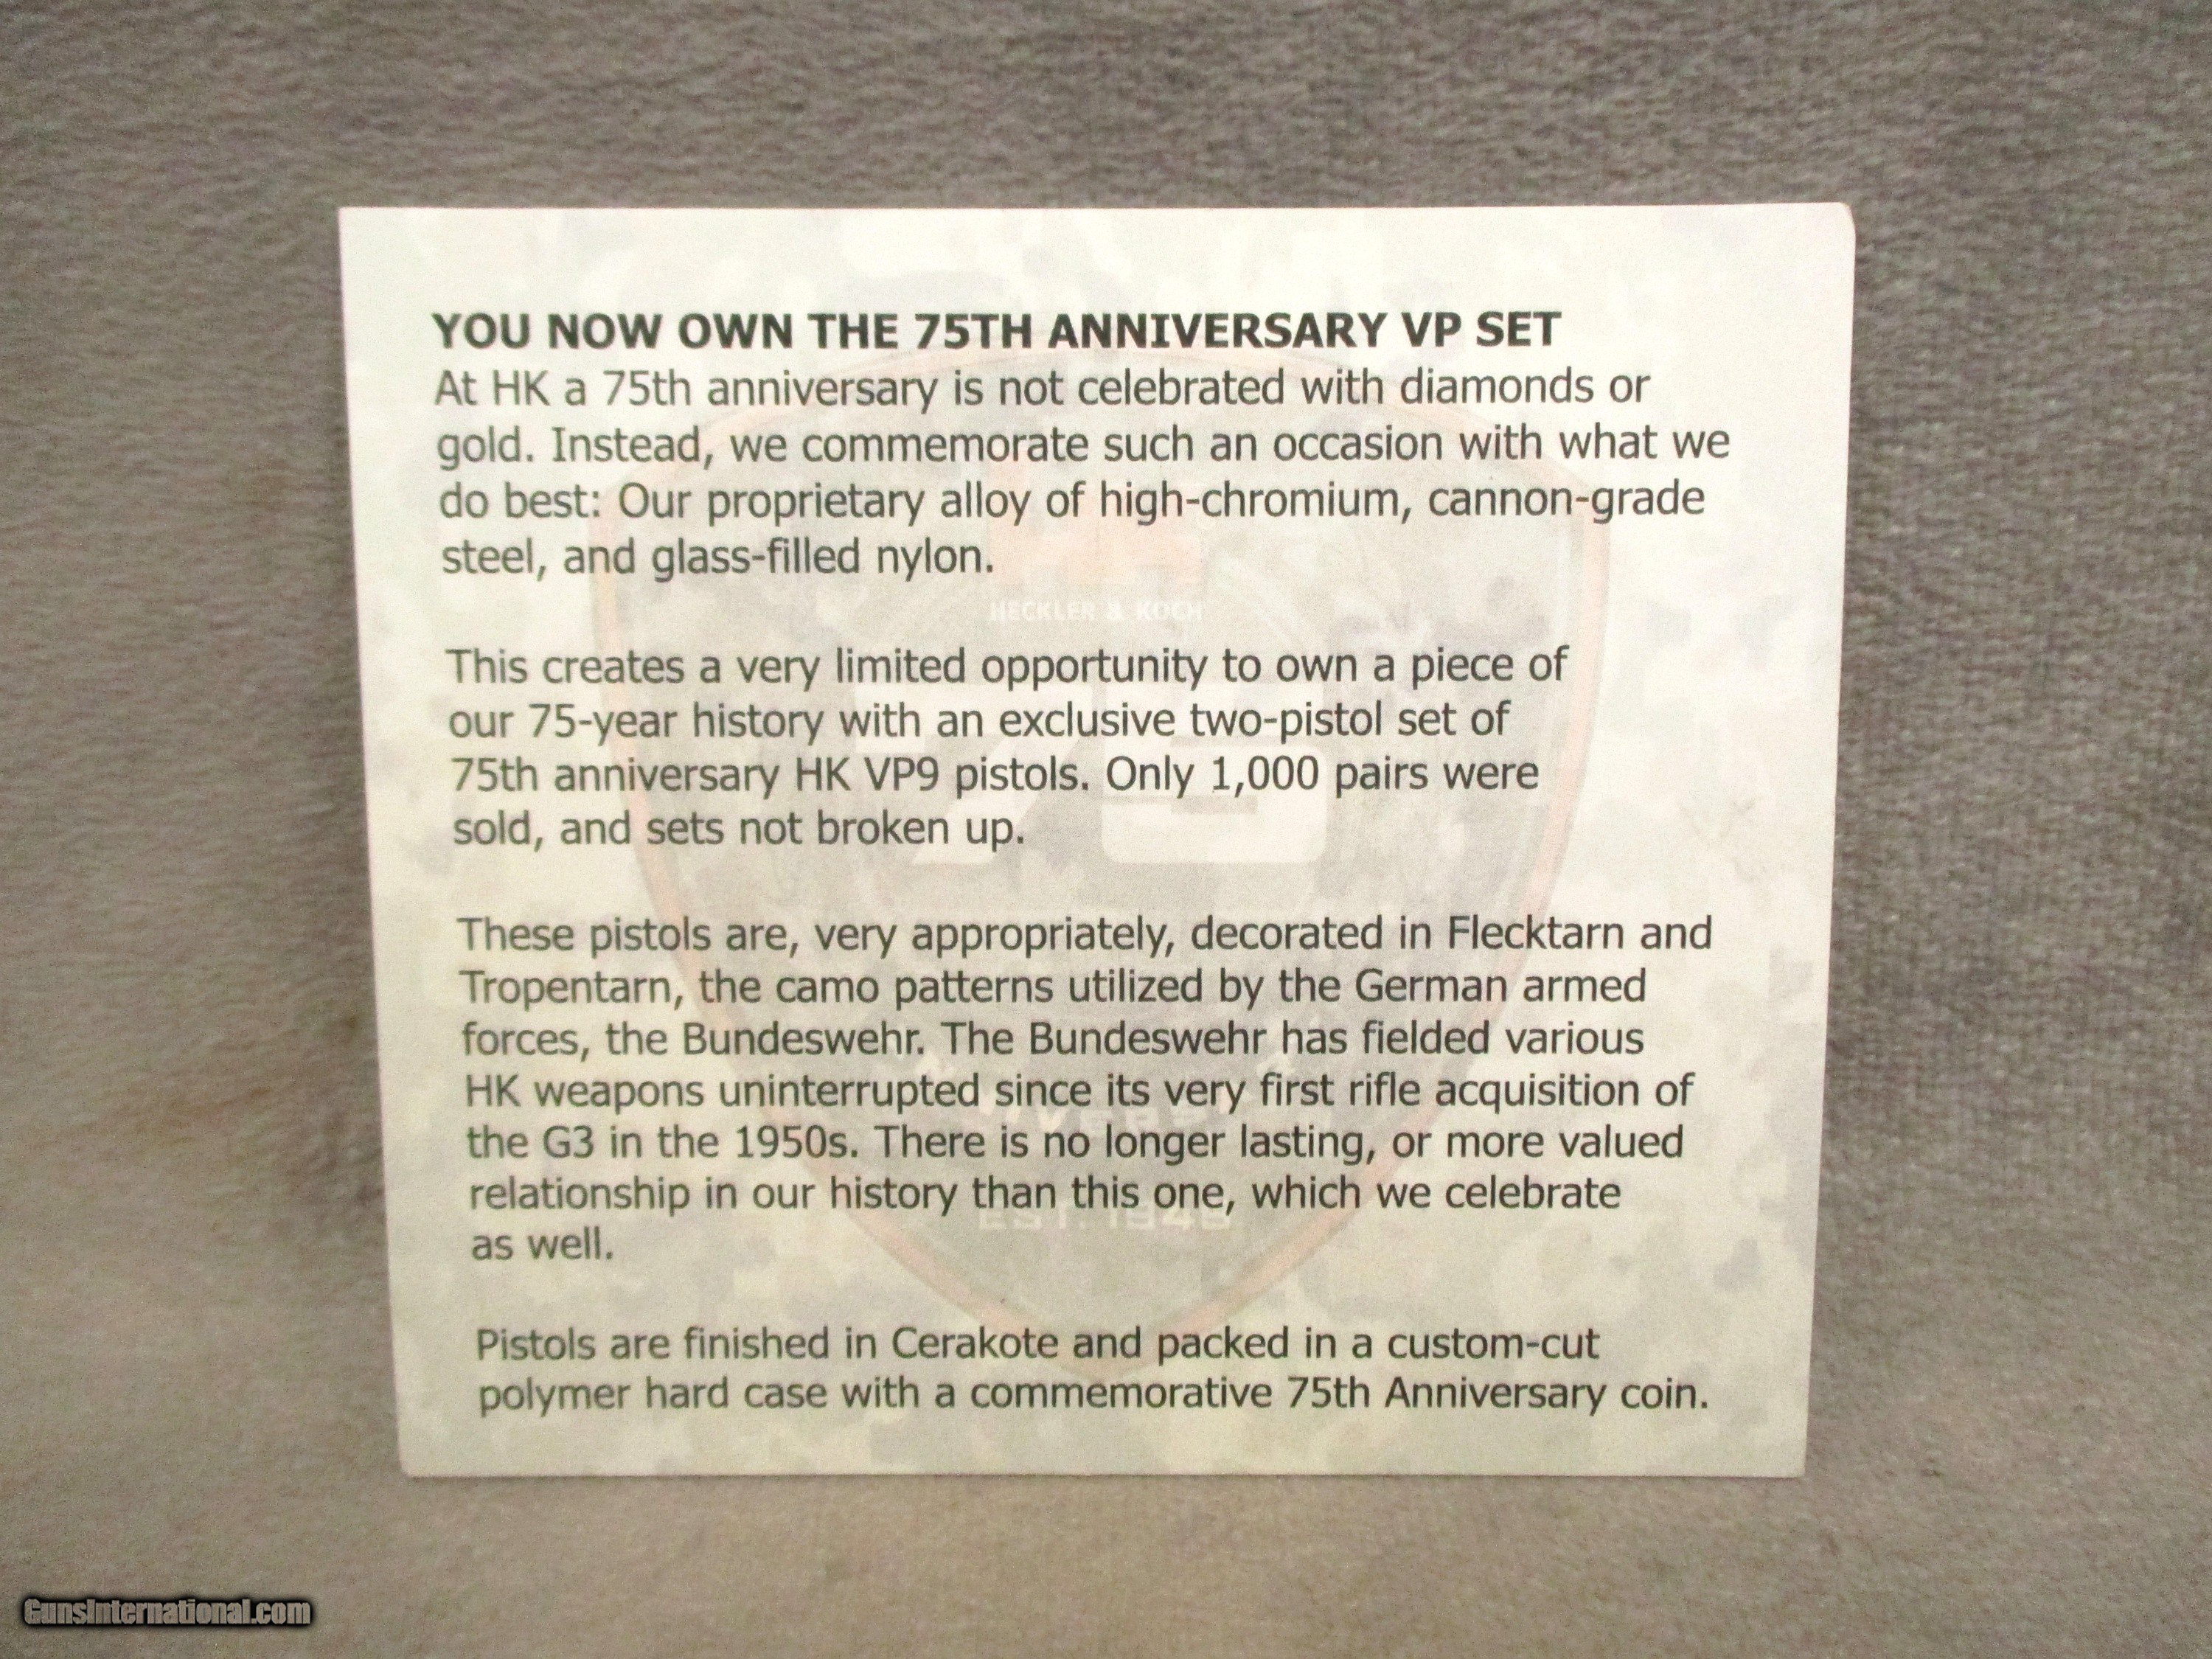 YOU NOW OWN THE 75TH ANNIVERSARY VP SET
At HK a 75th anniversary is not celebrated with diamonds or
gold. Instead, we commemorate such an occasion with what we
do best: Our proprietary alloy of high-chromium, cannon-grade
steel, and glass-filled nylon.
HECKLER & KOCH
This creates a very limited opportunity to own a piece of
our 75-year history with an exclusive two-pistol set of
75th anniversary HK VP9 pistols. Only 1,000 pairs were
sold, and sets not broken up.
75
These pistols are, very appropriately, decorated in Flecktarn and
Tropentarn, the camo patterns utilized by the German armed
forces, the Bundeswehr. The Bundeswehr has fielded various
HK weapons uninterrupted since its very first rifle acquisition of
the G3 in the 1950s. There is no longer lasting, or more valued
relationship in our history than this one, which we celebrate
EST.
as well.
Pistols are finished in Cerakote and packed in a custom-cut
polymer hard case with a commemorative 75th Anniversary coin.
GunsInternational.com